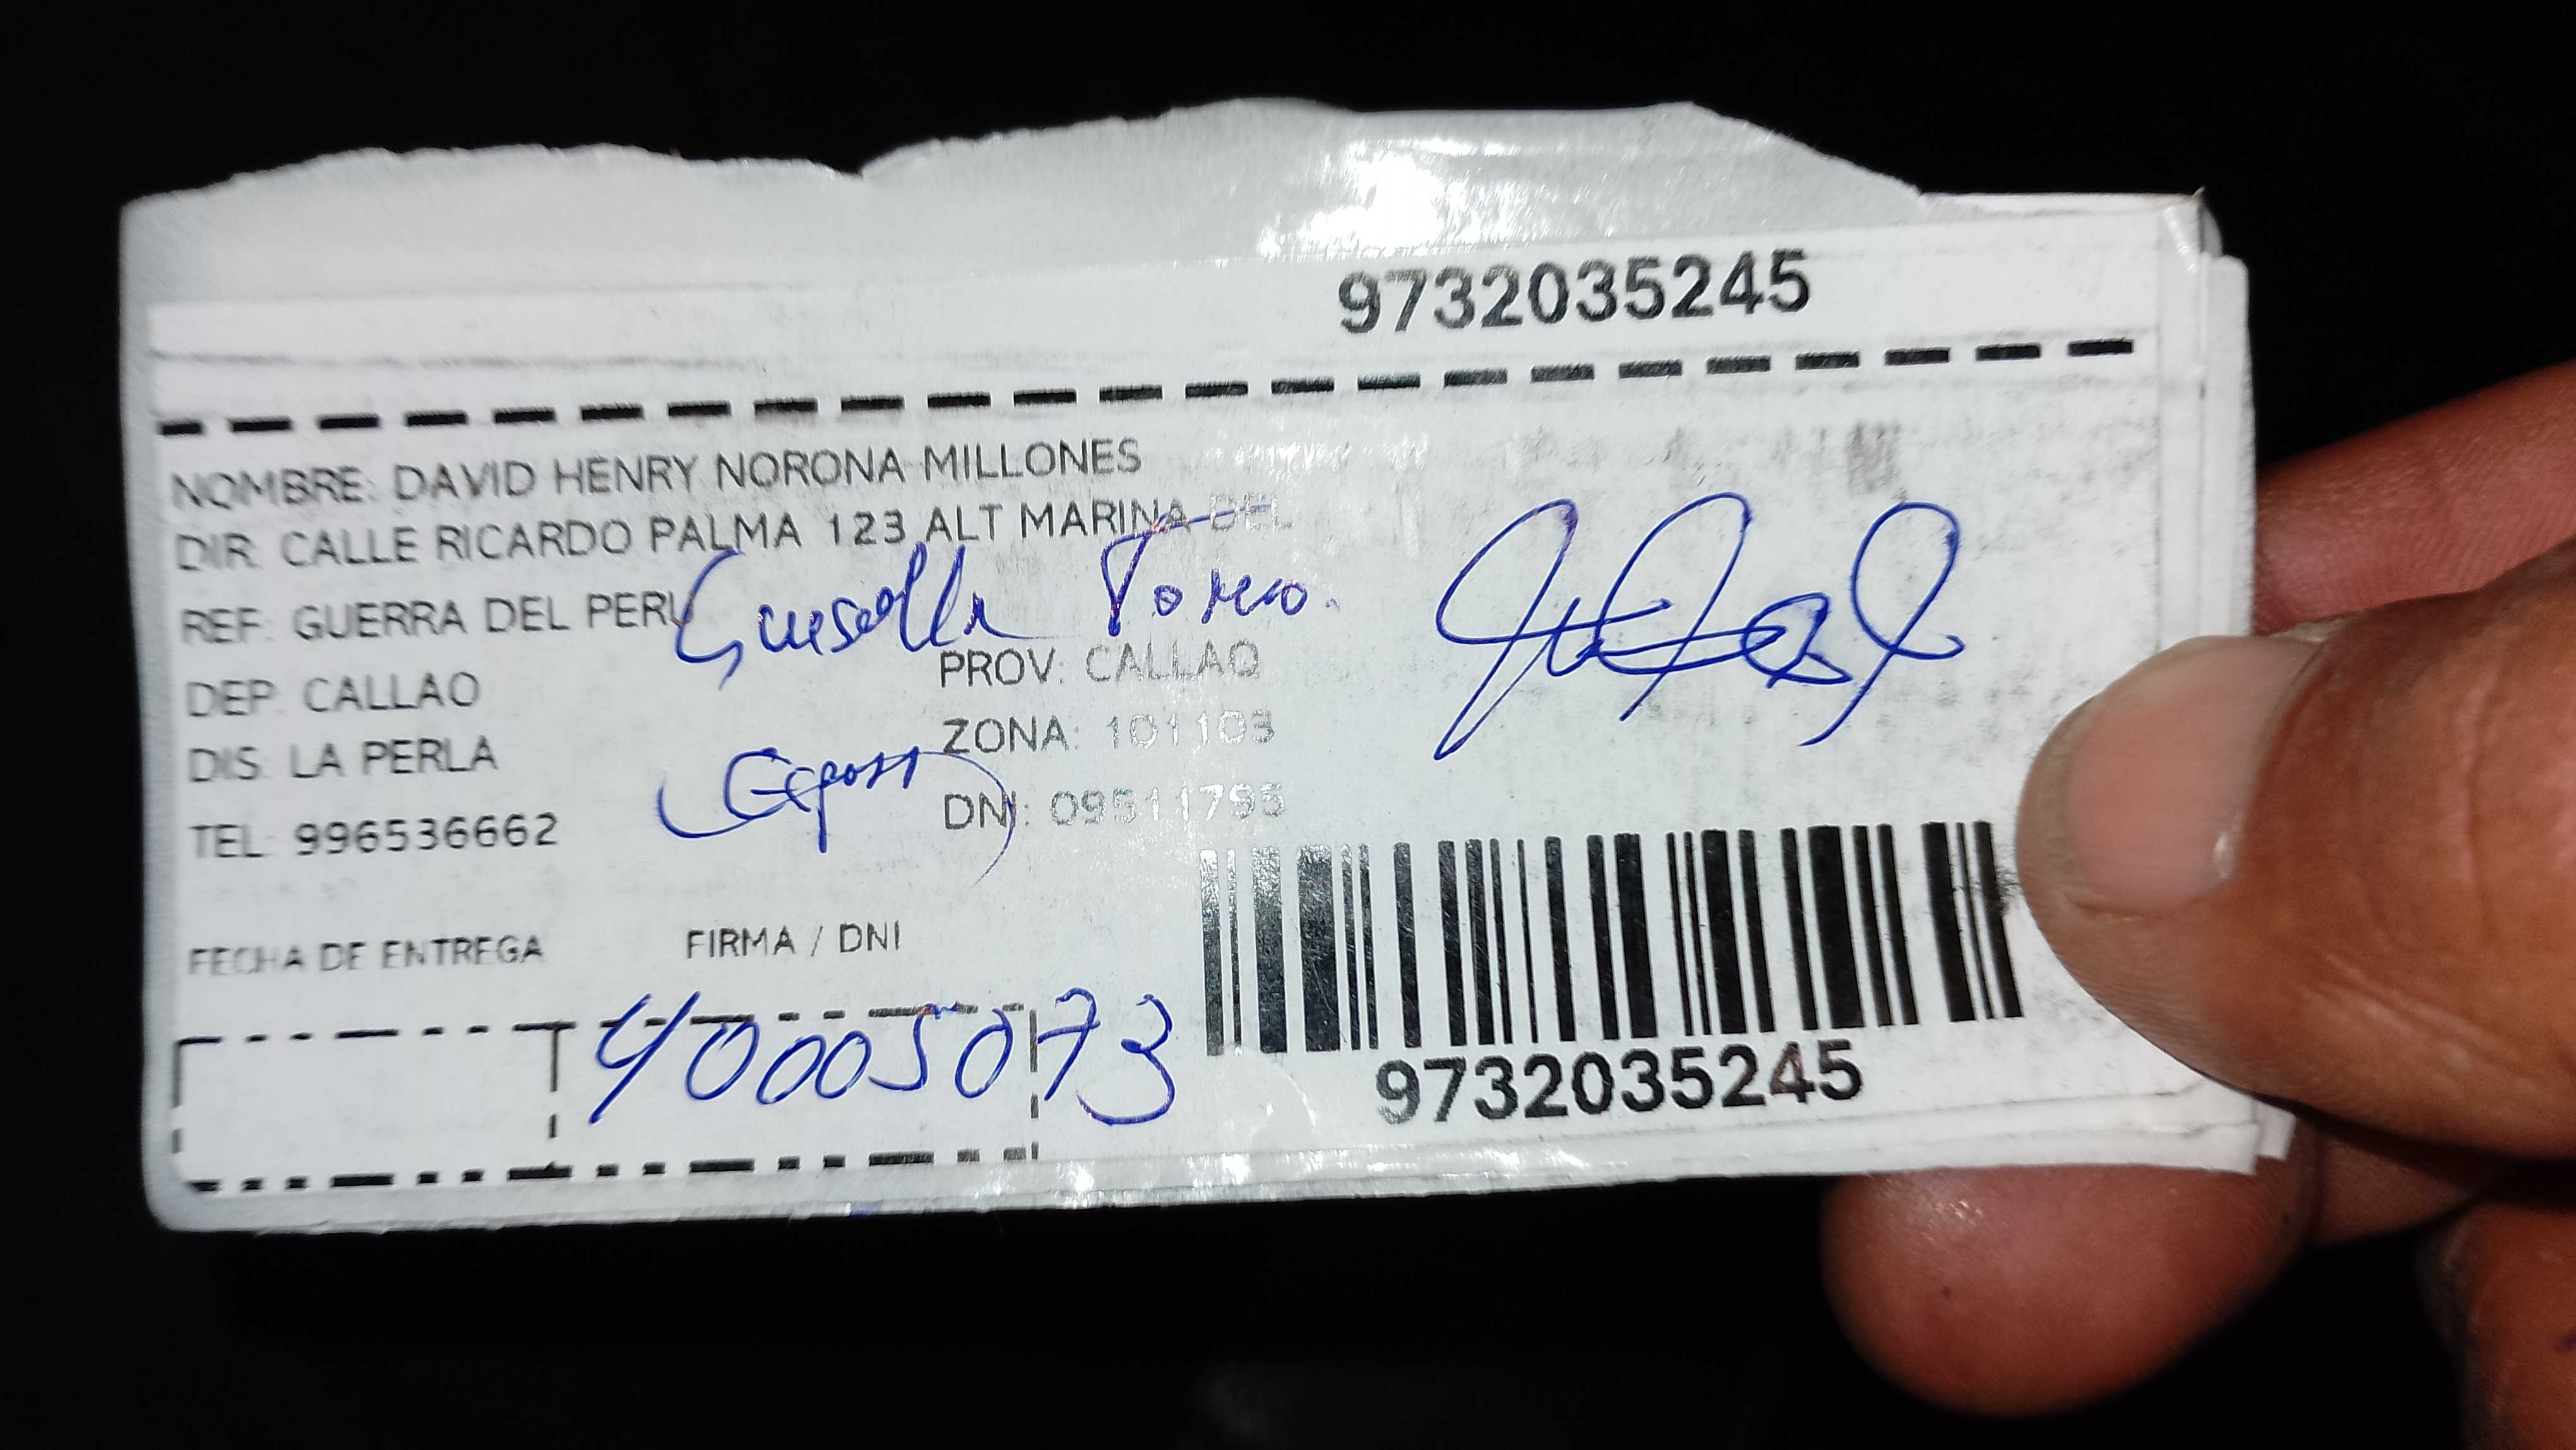 9732035245
NOMBRE: DAVID HENRY NORONA MILLONES
DIR: CALLE RICARDO PALMA 123 ALT MARINA DEL
REF: GUERRA DEL PERU
DEP: CALLAO PROV: CALLAO
DIS: LA PERLA ZONA: 101103
TEL: 996536662 DNI: 09511795
FECHA DE ENTREGA FIRMA / DNI
40005073
9732035245